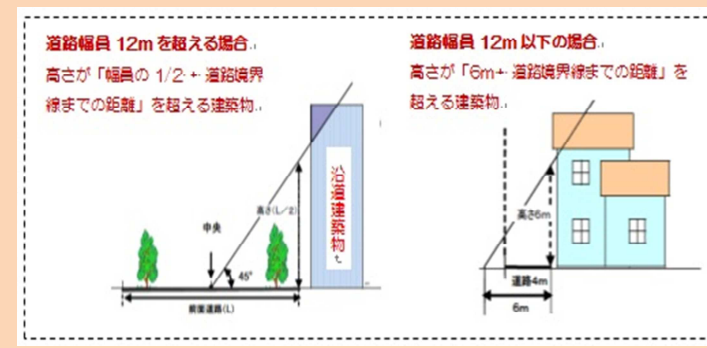 道路幅員 12m を超える場合
高さが「幅員の 1/2 + 道路境界
線までの距離」を超える建築物。
中央
高さ(L/2)
45°
前面道路(L)
沿道建築物
道路幅員 12m 以下の場合
高さが「6m+ 道路境界線までの距離」を
超える建築物。
高さ6m
道路4m
6m